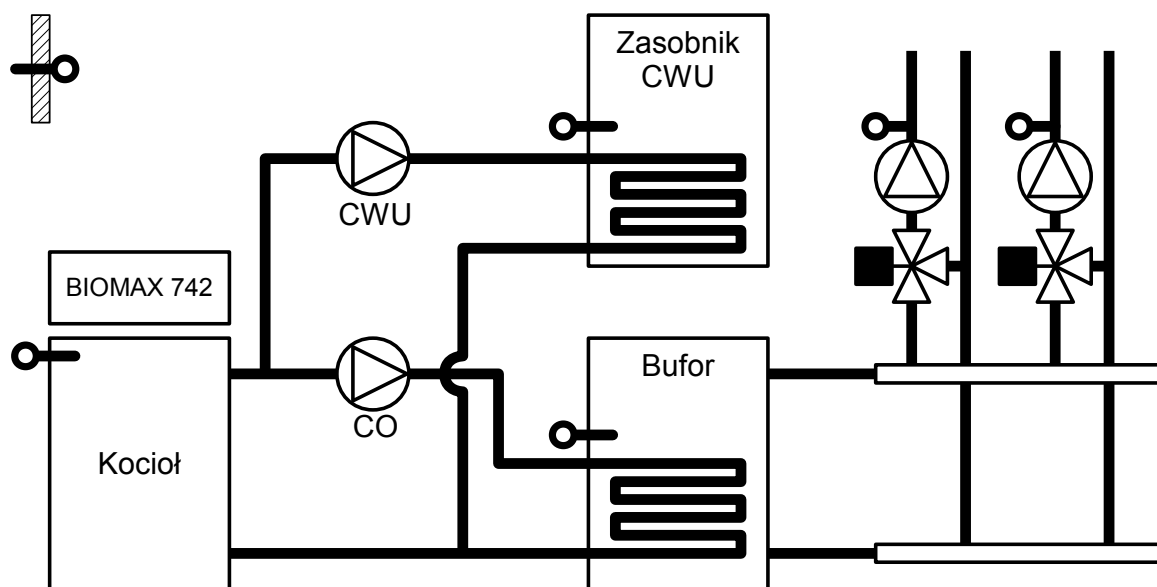 Zasobnik
CWU
CWU
BIOMAX 742
CO
Bufor
Kocioł